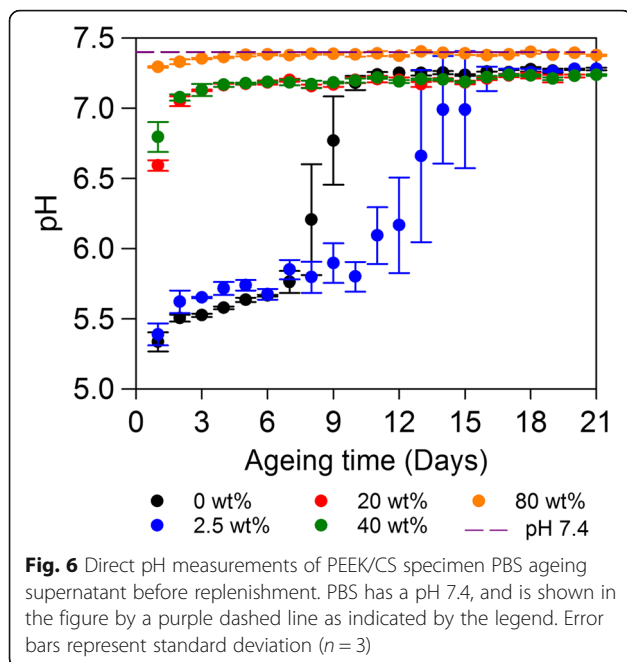 7.5
7.0
6.5
6.0
5.5
5.0
pH
0 3 6 9 12 15 18 21
Ageing time (Days)
0 wt% 20 wt% 80 wt%
2.5 wt% 40 wt% pH 7.4
Fig. 6 Direct pH measurements of PEEK/CS specimen PBS ageing
supernatant before replenishment. PBS has a pH 7.4, and is shown in
the figure by a purple dashed line as indicated by the legend. Error
bars represent standard deviation (n = 3)